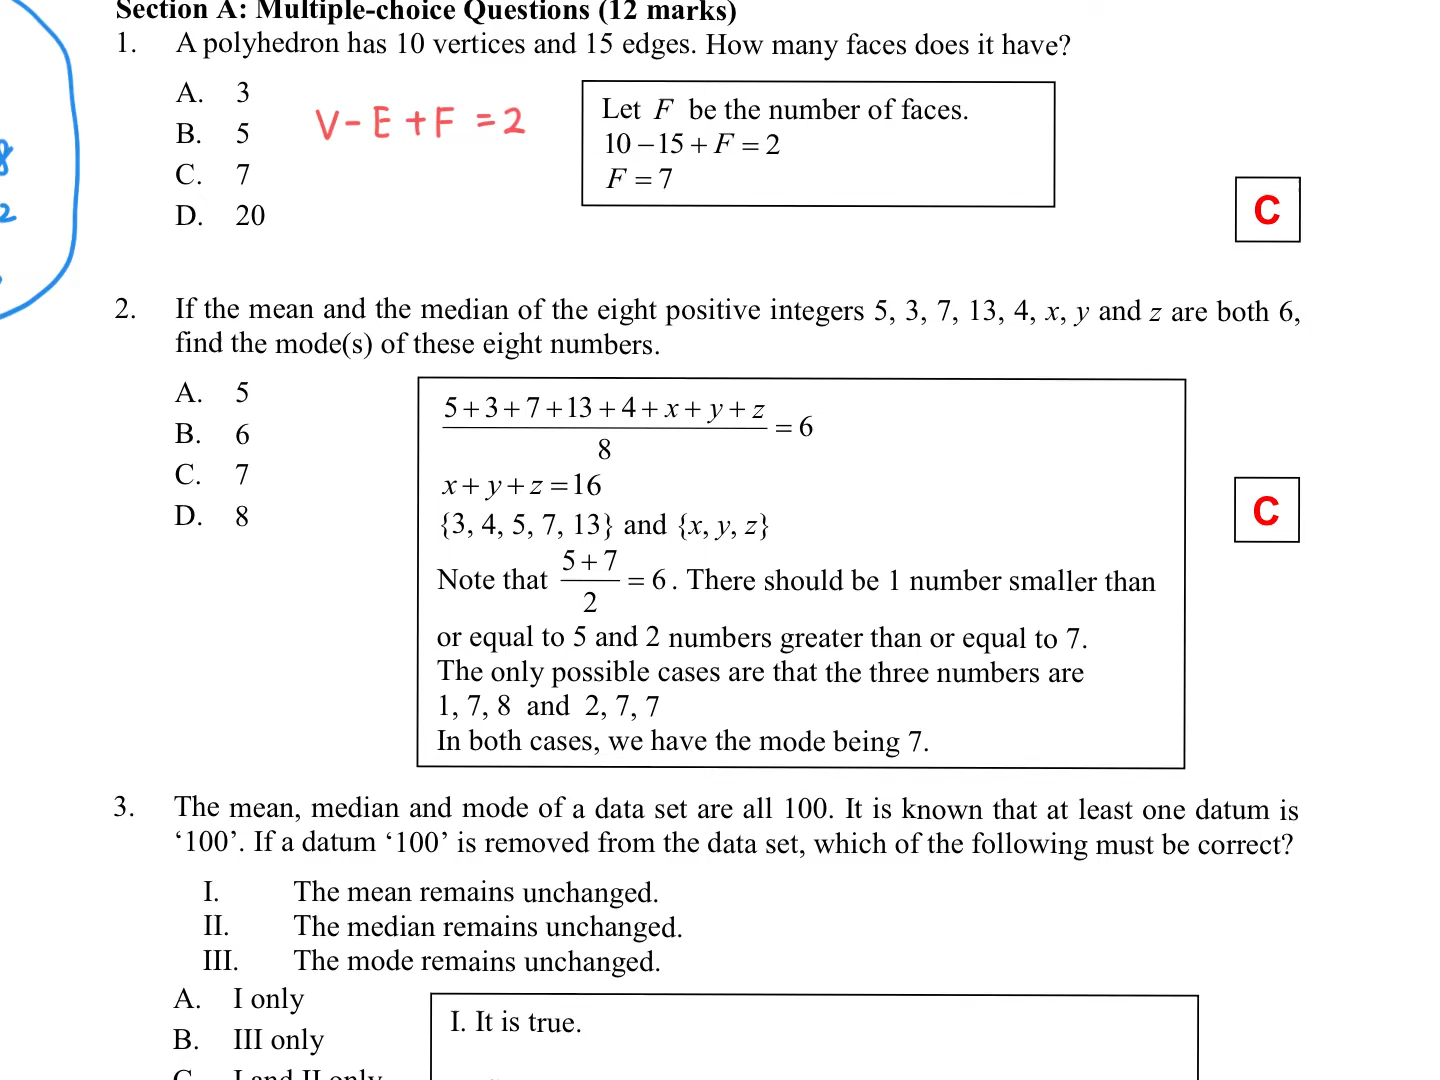 Section A: Multiple-choice Questions (12 marks)
1. A polyhedron has 10 vertices and 15 edges. How many faces does it have?
A. 3
B. 5
C. 7
D. 20
V - E + F = 2
Let F be the number of faces.
10 − 15 + F = 2
F = 7
C
8
2
2. If the mean and the median of the eight positive integers 5, 3, 7, 13, 4, x, y and z are both 6,
find the mode(s) of these eight numbers.
A. 5
B. 6
C. 7
D. 8
5 + 3 + 7 + 13 + 4 + x + y + z
= 6
8
x + y + z = 16
{3, 4, 5, 7, 13} and {x, y, z}
5 + 7
Note that = 6. There should be 1 number smaller than
2
or equal to 5 and 2 numbers greater than or equal to 7.
The only possible cases are that the three numbers are
1, 7, 8 and 2, 7, 7
In both cases, we have the mode being 7.
C
3. The mean, median and mode of a data set are all 100. It is known that at least one datum is
‘100’. If a datum ‘100’ is removed from the data set, which of the following must be correct?
I. The mean remains unchanged.
II. The median remains unchanged.
III. The mode remains unchanged.
A. I only
B. III only
C. I and II only
I. It is true.